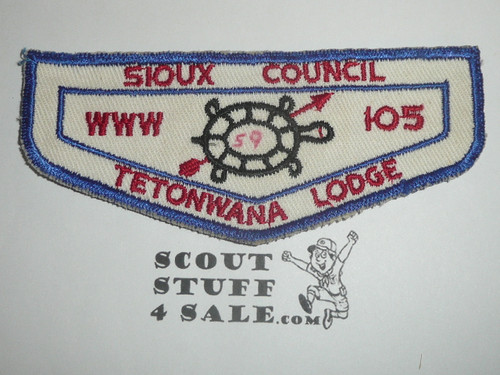 SIOUX COUNCIL
WWW 59 105
TETONWANA LODGE
SCOUT
STUFF
4 SALE.COM